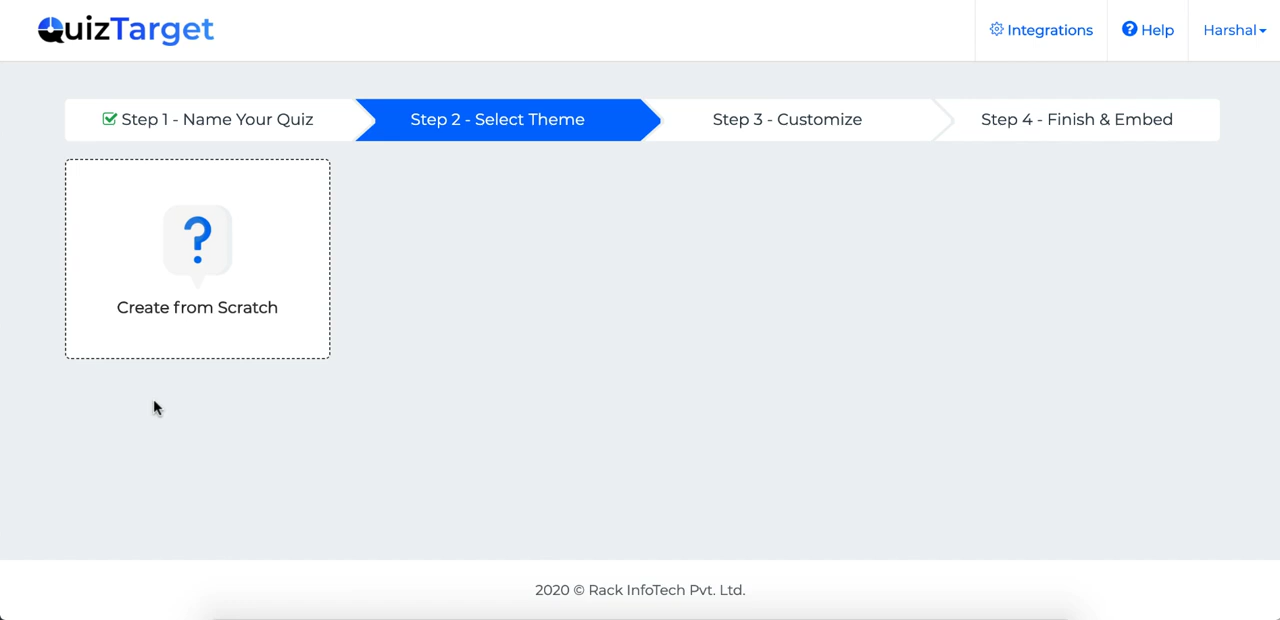 QuizTarget
Integrations
Help
Harshal
Step 1 - Name Your Quiz
Step 2 - Select Theme
Step 3 - Customize
Step 4 - Finish & Embed
?
Create from Scratch
2020 © Rack InfoTech Pvt. Ltd.